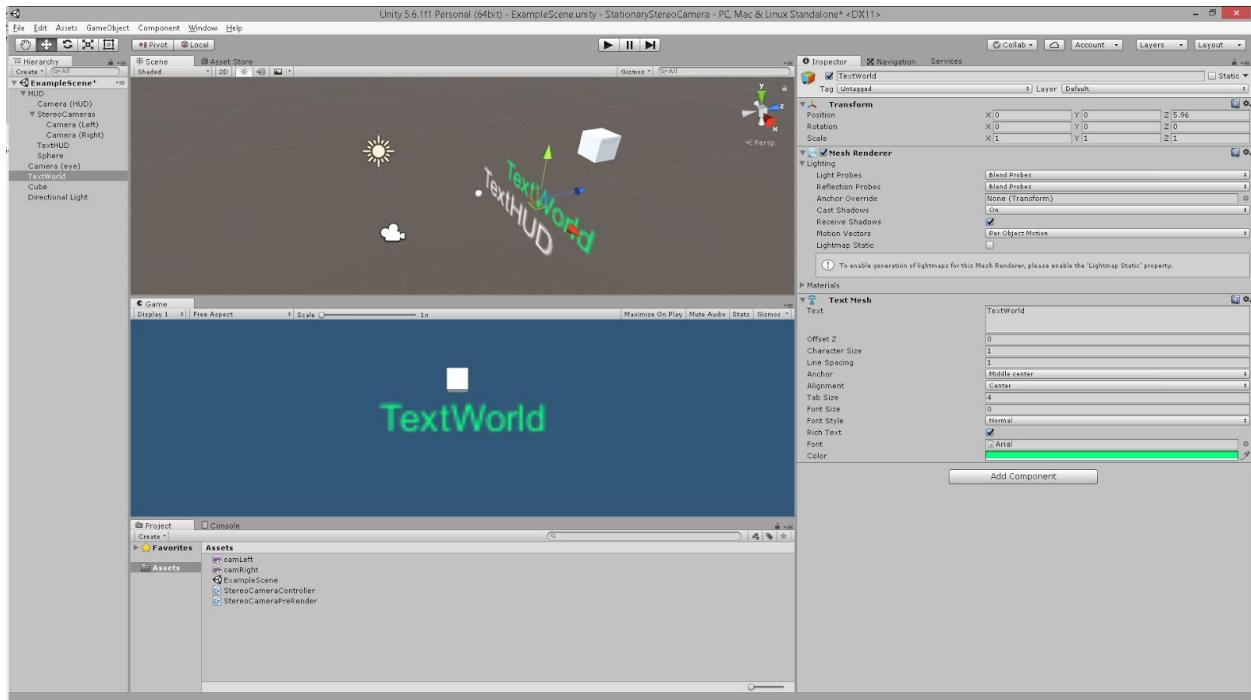 Unity 5.6.1f1 Personal (64bit) - ExampleScene.unity - StationaryStereoCamera - PC, Mac & Linux Standalone* <DX11>
File Edit Assets GameObject Component Window Help
Pivot Local Collab Account Layers Layout
Hierarchy
Create All
ExampleScene*
HUD
Camera (HUD)
StereoCameras
Camera (Left)
Camera (Right)
TextHUD
Sphere
Camera (eye)
TextWorld
Cube
Directional Light
Scene Asset Store
Shaded 2D Gizmos All
y
z
x
Persp
TextWorld
TextHUD
Game
Display 1 Free Aspect Scale 1x Maximize On Play Mute Audio Stats Gizmos
TextWorld
Project Console
Create
Favorites
Assets
Assets
camLeft
camRight
ExampleScene
StereoCameraController
StereoCameraPreRender
Inspector Navigation Services
TextWorld Static
Tag Untagged Layer Default
Transform
Position X 0 Y 0 Z 5.96
Rotation X 0 Y 0 Z 0
Scale X 1 Y 1 Z 1
Mesh Renderer
Lighting
Light Probes Blend Probes
Reflection Probes Blend Probes
Anchor Override None (Transform)
Cast Shadows On
Receive Shadows
Motion Vectors Per Object Motion
Lightmap Static
To enable generation of lightmaps for this Mesh Renderer, please enable the 'Lightmap Static' property.
Materials
Text Mesh
Text TextWorld
Offset Z 0
Character Size 1
Line Spacing 1
Anchor Middle center
Alignment Center
Tab Size 4
Font Size 0
Font Style Normal
Rich Text
Font Arial
Color
Add Component